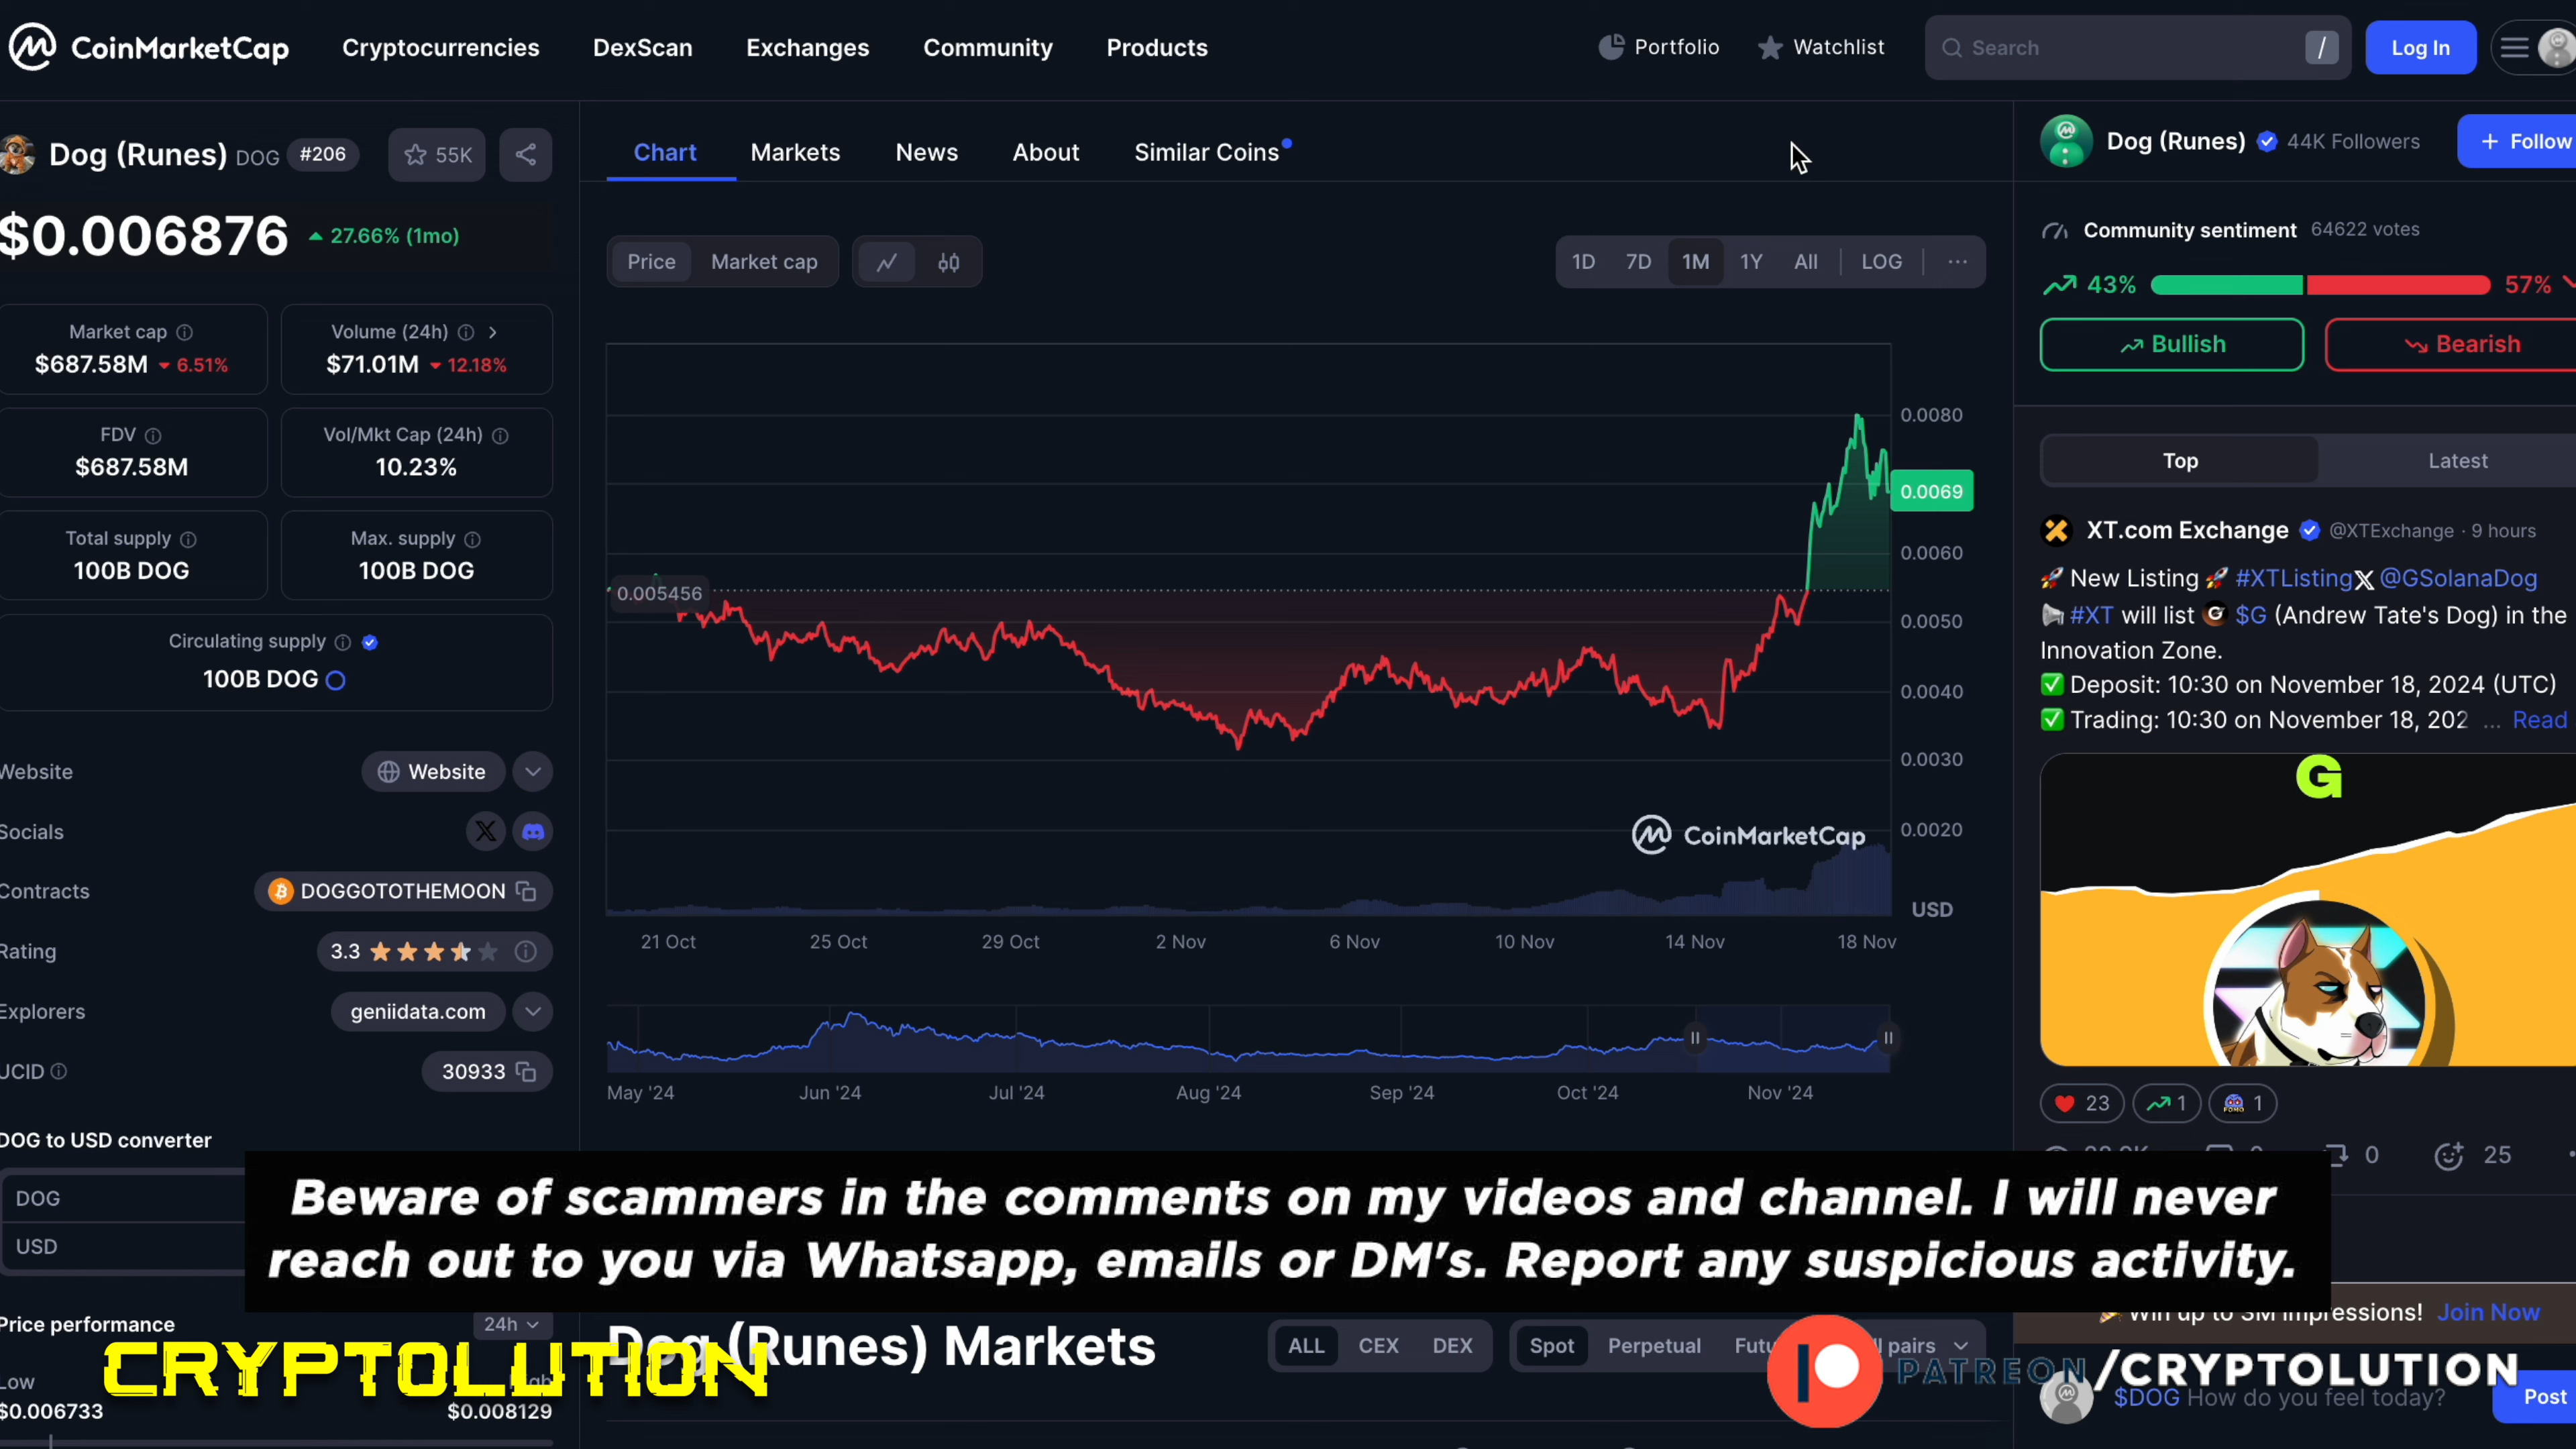 CoinMarketCap
Cryptocurrencies
DexScan
Exchanges
Community
Products
Portfolio
Watchlist
Search
/
Log In
Dog (Runes) DOG #206
55K
$0.006876 27.66% (1mo)
Market cap
$687.58M 6.51%
Volume (24h)
$71.01M 12.18%
FDV
$687.58M
Vol/Mkt Cap (24h)
10.23%
Total supply
100B DOG
Max. supply
100B DOG
Circulating supply
100B DOG
Website
Website
Socials
Contracts
DOGGOTOTHEMOON
Rating
3.3
Explorers
geniidata.com
UCID
30933
DOG to USD converter
DOG
USD
Price performance
24h
Low
$0.006733
$0.008129
Chart
Markets
News
About
Similar Coins
Price
Market cap
1D 7D 1M 1Y All LOG ...
0.0080
0.0069
0.0060
0.005456
0.0050
0.0040
0.0030
0.0020
CoinMarketCap
USD
21 Oct 25 Oct 29 Oct 2 Nov 6 Nov 10 Nov 14 Nov 18 Nov
May '24 Jun '24 Jul '24 Aug '24 Sep '24 Oct '24 Nov '24
Dog (Runes) Markets
ALL CEX DEX
Spot Perpetual
pairs
Dog (Runes) 44K Followers
+ Follow
Community sentiment 64622 votes
43%
57%
Bullish
Bearish
Top
Latest
XT.com Exchange @XTExchange · 9 hours
New Listing #XTListing @GSolanaDog
#XT will list $G (Andrew Tate's Dog) in the
Innovation Zone.
Deposit: 10:30 on November 18, 2024 (UTC)
Trading: 10:30 on November 18, 202 ... Read
G
23
1
1
0
25
Win up to 3M impressions! Join Now
$DOG How do you feel today?
Post
Beware of scammers in the comments on my videos and channel. I will never
reach out to you via Whatsapp, emails or DM's. Report any suspicious activity.
CRYPTOLUTION
PATREON/CRYPTOLUTION